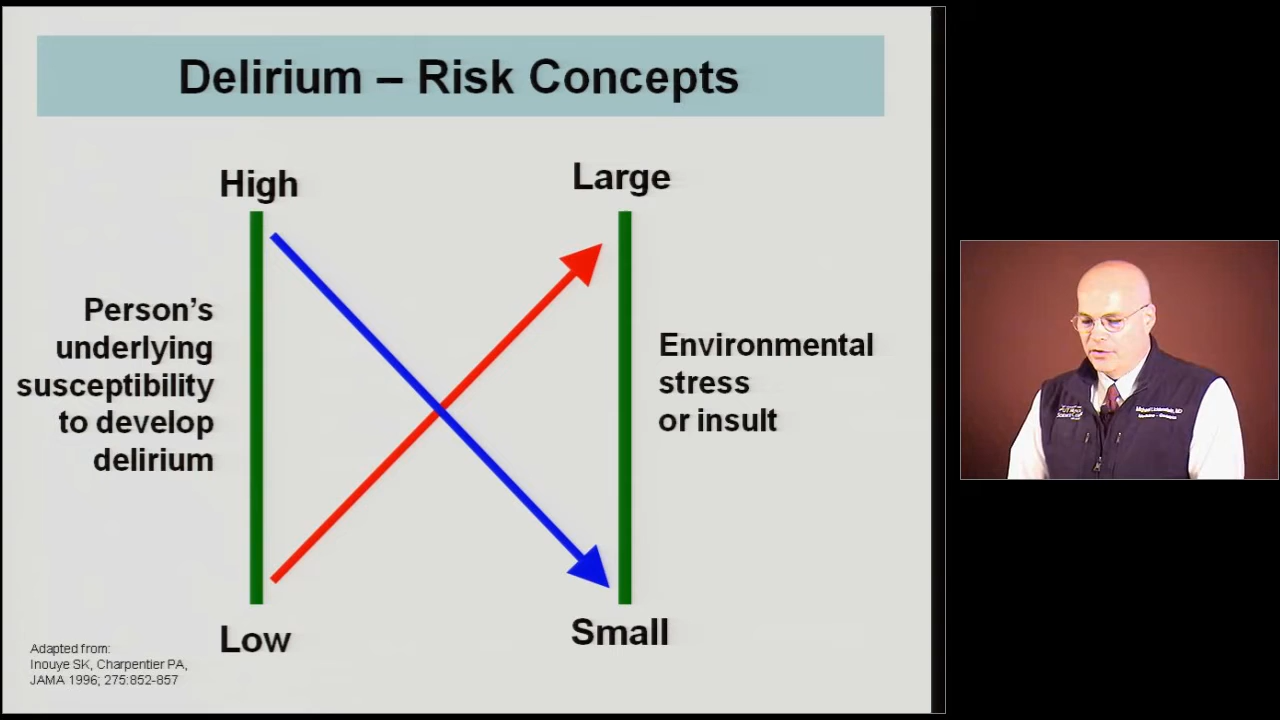 Delirium – Risk Concepts
High
Large
Person's
underlying
susceptibility
to develop
delirium
Environmental
stress
or insult
Low
Small
Adapted from:
Inouye SK, Charpentier PA,
JAMA 1996; 275:852-857